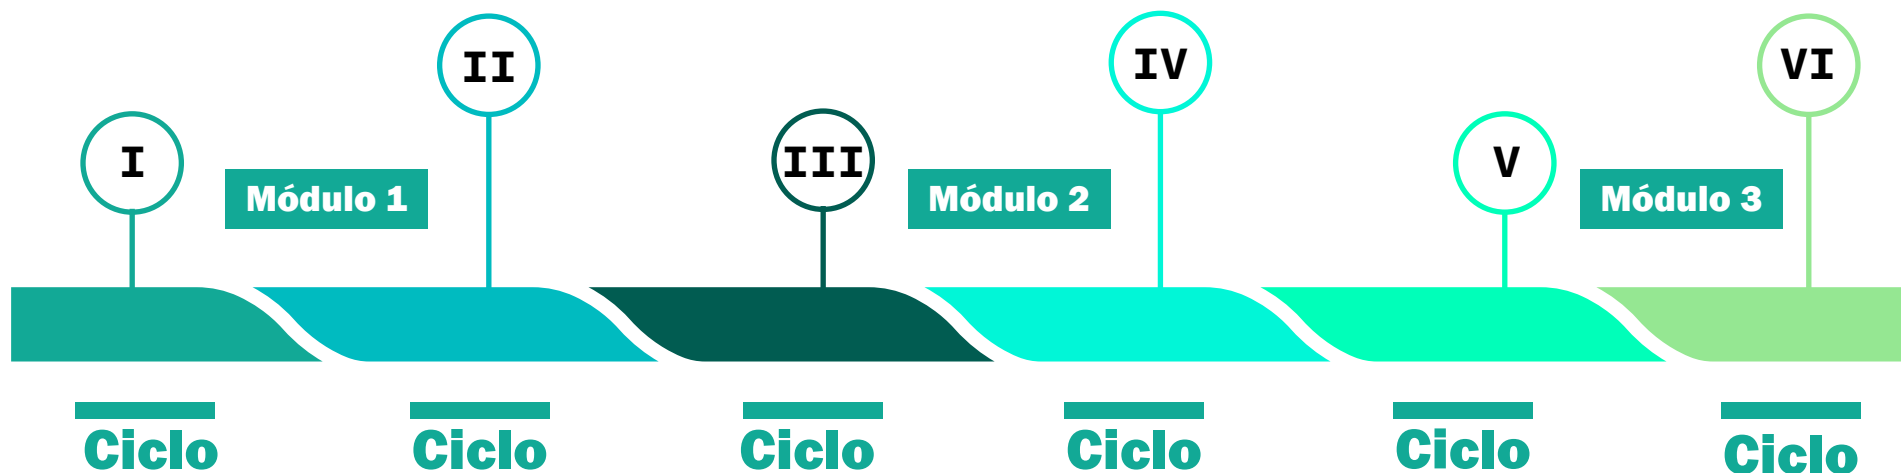 I
II
III
IV
V
VI
Módulo 1
Módulo 2
Módulo 3
Ciclo
Ciclo
Ciclo
Ciclo
Ciclo
Ciclo